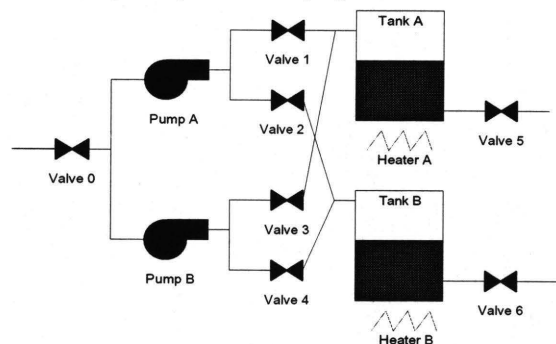 Tank A
Valve 1
Pump A
Valve 2
Valve 5
Heater A
Valve 0
Tank B
Valve 3
Pump B
Valve 4
Valve 6
Heater B